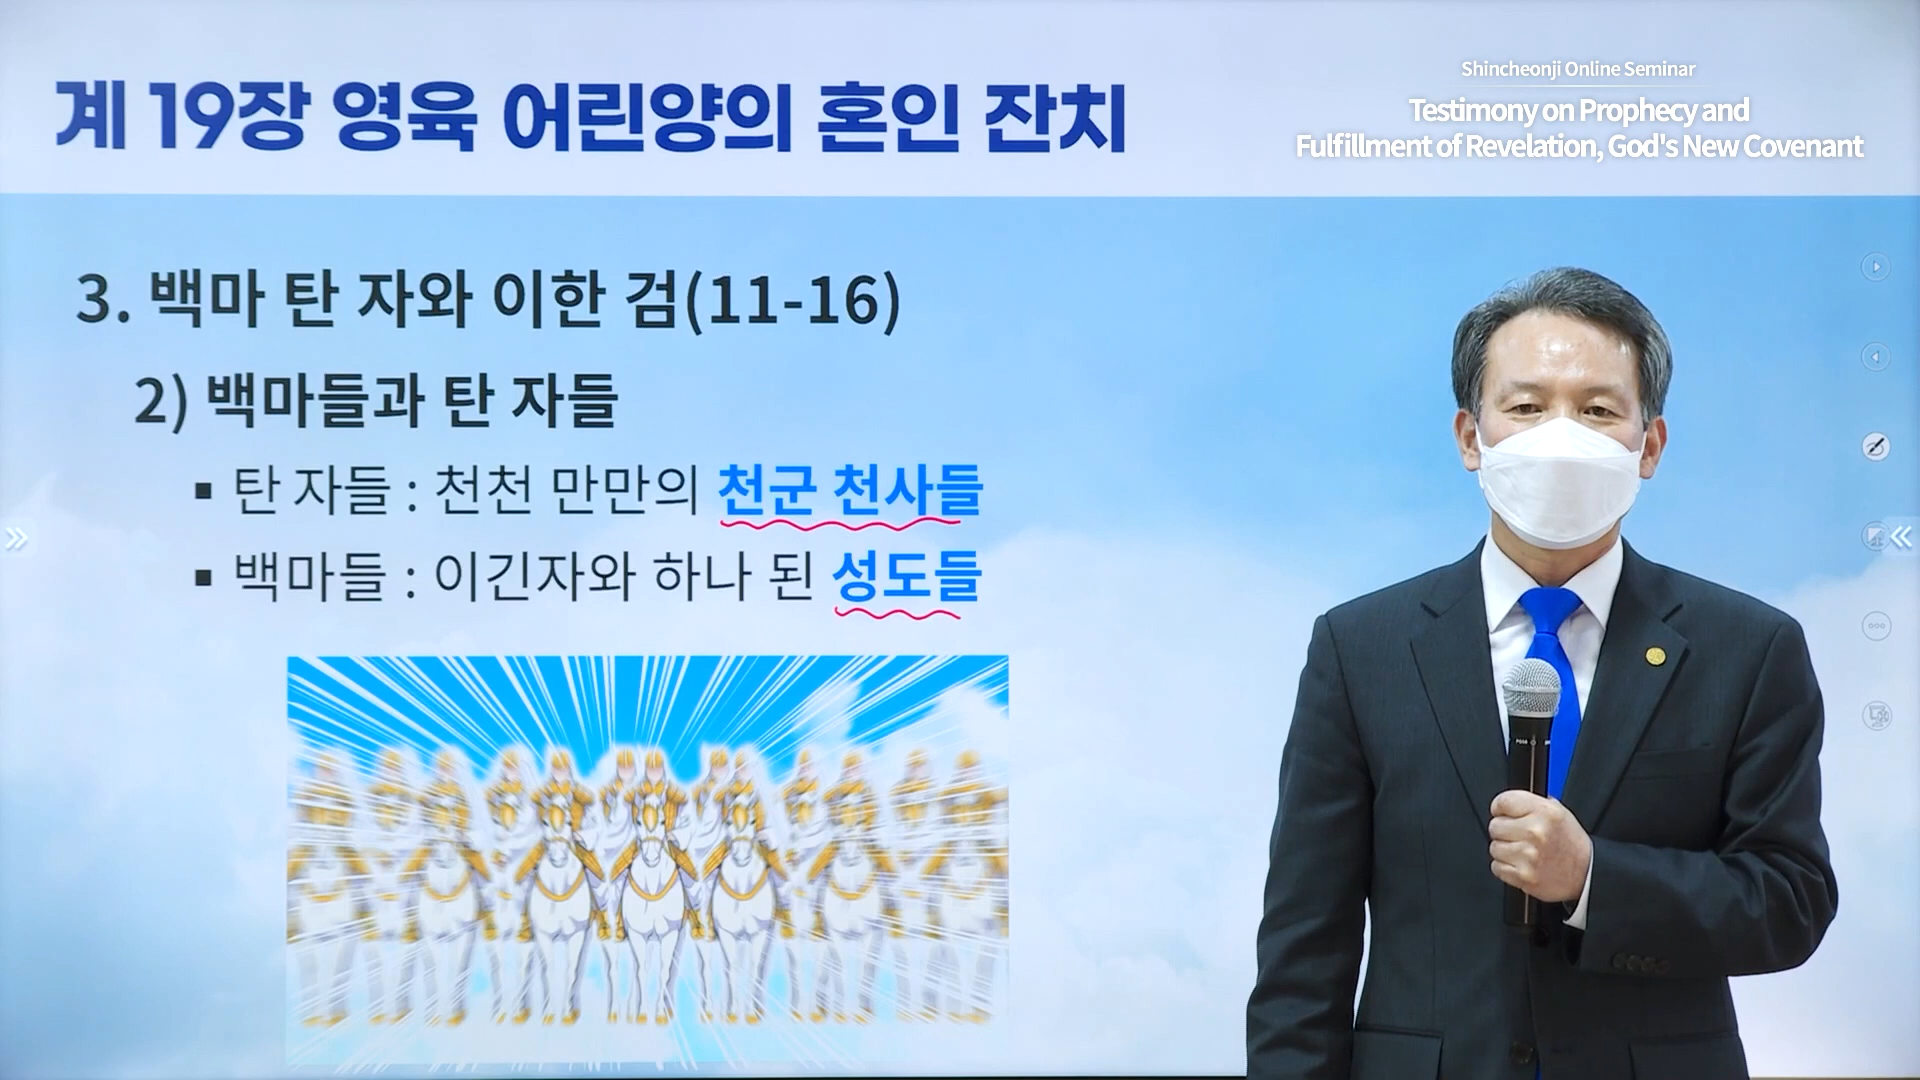 계 19장 영육 어린양의 혼인 잔치
Shincheonji Online Seminar
Testimony on Prophecy and
Fulfillment of Revelation, God's New Covenant
3. 백마 탄 자와 이한 검(11-16)
2) 백마들과 탄 자들
▪ 탄 자들 : 천천 만만의 천군 천사들
▪ 백마들 : 이긴자와 하나 된 성도들